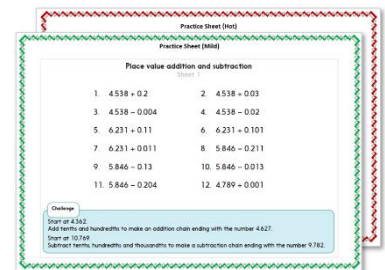 Practice Sheet (Hot)
Practice Sheet (Mild)
Place value addition and subtraction
Sheet 1
1. 4.538 + 0.2 2. 4.538 + 0.03
3. 4.538 – 0.004 4. 4.538 – 0.02
5. 6.231 + 0.11 6. 6.231 + 0.101
7. 6.231 + 0.011 8. 5.846 – 0.211
9. 5.846 – 0.13 10. 5.846 – 0.013
11. 5.846 – 0.204 12. 4.789 + 0.001
Challenge
Start at 4.362.
Add tenths and hundredths to make an addition chain ending with the number 4.627.
Start at 10.769.
Subtract tenths, hundredths and thousandths to make a subtraction chain ending with the number 9.782.